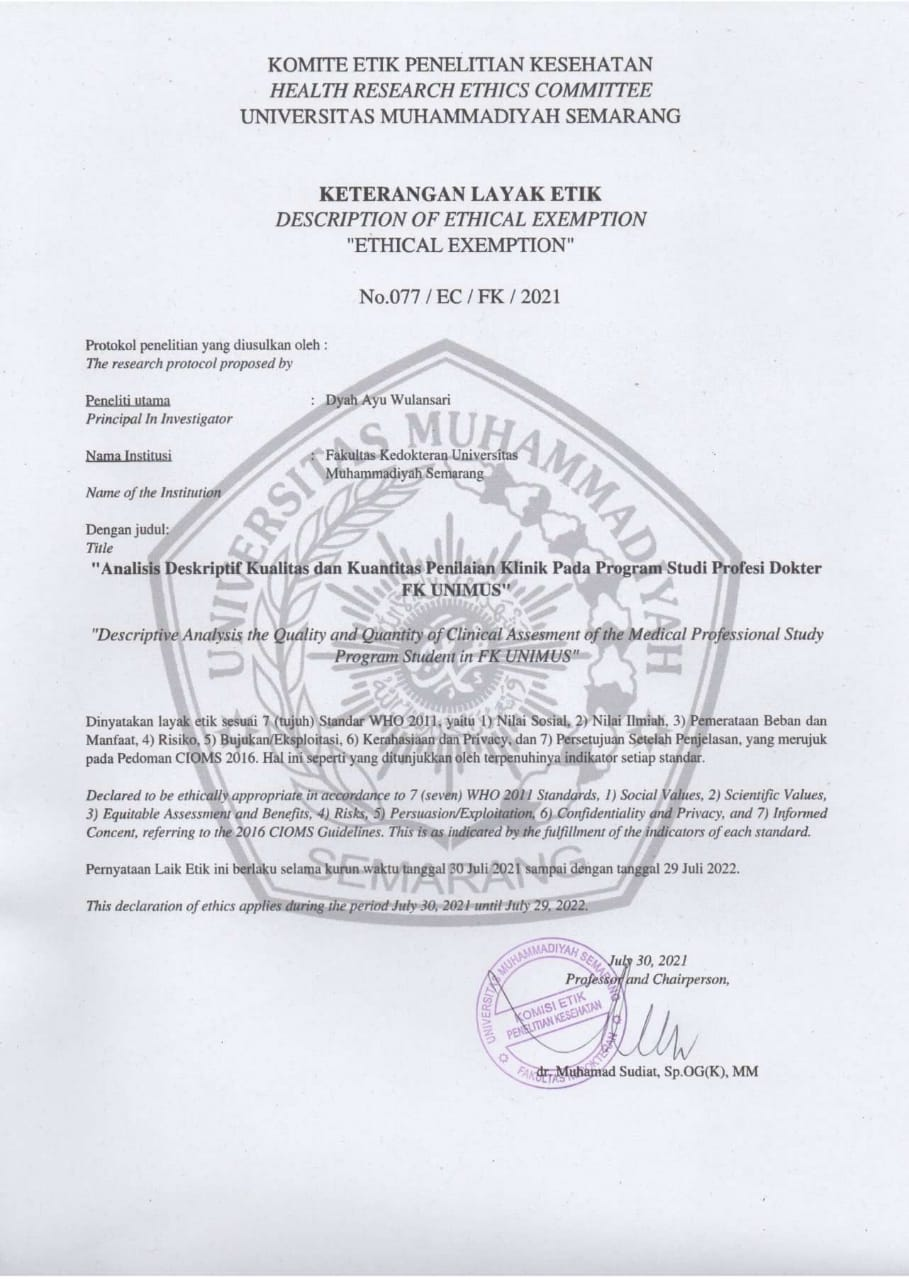 KOMITE ETIK PENELITIAN KESEHATAN
HEALTH RESEARCH ETHICS COMMITTEE
UNIVERSITAS MUHAMMADIYAH SEMARANG
KETERANGAN LAYAK ETIK
DESCRIPTION OF ETHICAL EXEMPTION
"ETHICAL EXEMPTION"
No.077 / EC / FK / 2021
Protokol penelitian yang diusulkan oleh :
The research protocol proposed by
Peneliti utama : Dyah Ayu Wulansari
Principal In Investigator
Nama Institusi : Fakultas Kedokteran Universitas
Muhammadiyah Semarang
Name of the Institution
Dengan judul:
Title
"Analisis Deskriptif Kualitas dan Kuantitas Penilaian Klinik Pada Program Studi Profesi Dokter
FK UNIMUS"
"Descriptive Analysis the Quality and Quantity of Clinical Assesment of the Medical Professional Study
Program Student in FK UNIMUS"
Dinyatakan layak etik sesuai 7 (tujuh) Standar WHO 2011, yaitu 1) Nilai Sosial, 2) Nilai Ilmiah, 3) Pemerataan Beban dan
Manfaat, 4) Risiko, 5) Bujukan/Eksploitasi, 6) Kerahasiaan dan Privacy, dan 7) Persetujuan Setelah Penjelasan, yang merujuk
pada Pedoman CIOMS 2016. Hal ini seperti yang ditunjukkan oleh terpenuhinya indikator setiap standar.
Declared to be ethically appropriate in accordance to 7 (seven) WHO 2011 Standards, 1) Social Values, 2) Scientific Values,
3) Equitable Assessment and Benefits, 4) Risks, 5) Persuasion/Exploitation, 6) Confidentiality and Privacy, and 7) Informed
Concent, referring to the 2016 CIOMS Guidelines. This is as indicated by the fulfillment of the indicators of each standard.
Pernyataan Laik Etik ini berlaku selama kurun waktu tanggal 30 Juli 2021 sampai dengan tanggal 29 Juli 2022.
This declaration of ethics applies during the period July 30, 2021 until July 29, 2022.
July 30, 2021
Professor and Chairperson,
dr. Muhamad Sudiat, Sp.OG(K), MM
UNIVERSITAS MUHAMMADIYAH SEMARANG
KOMISI ETIK
PENELITIAN KESEHATAN
FAKULTAS KEDOKTERAN
UNIVERSITAS MUHAMMADIYAH
SEMARANG